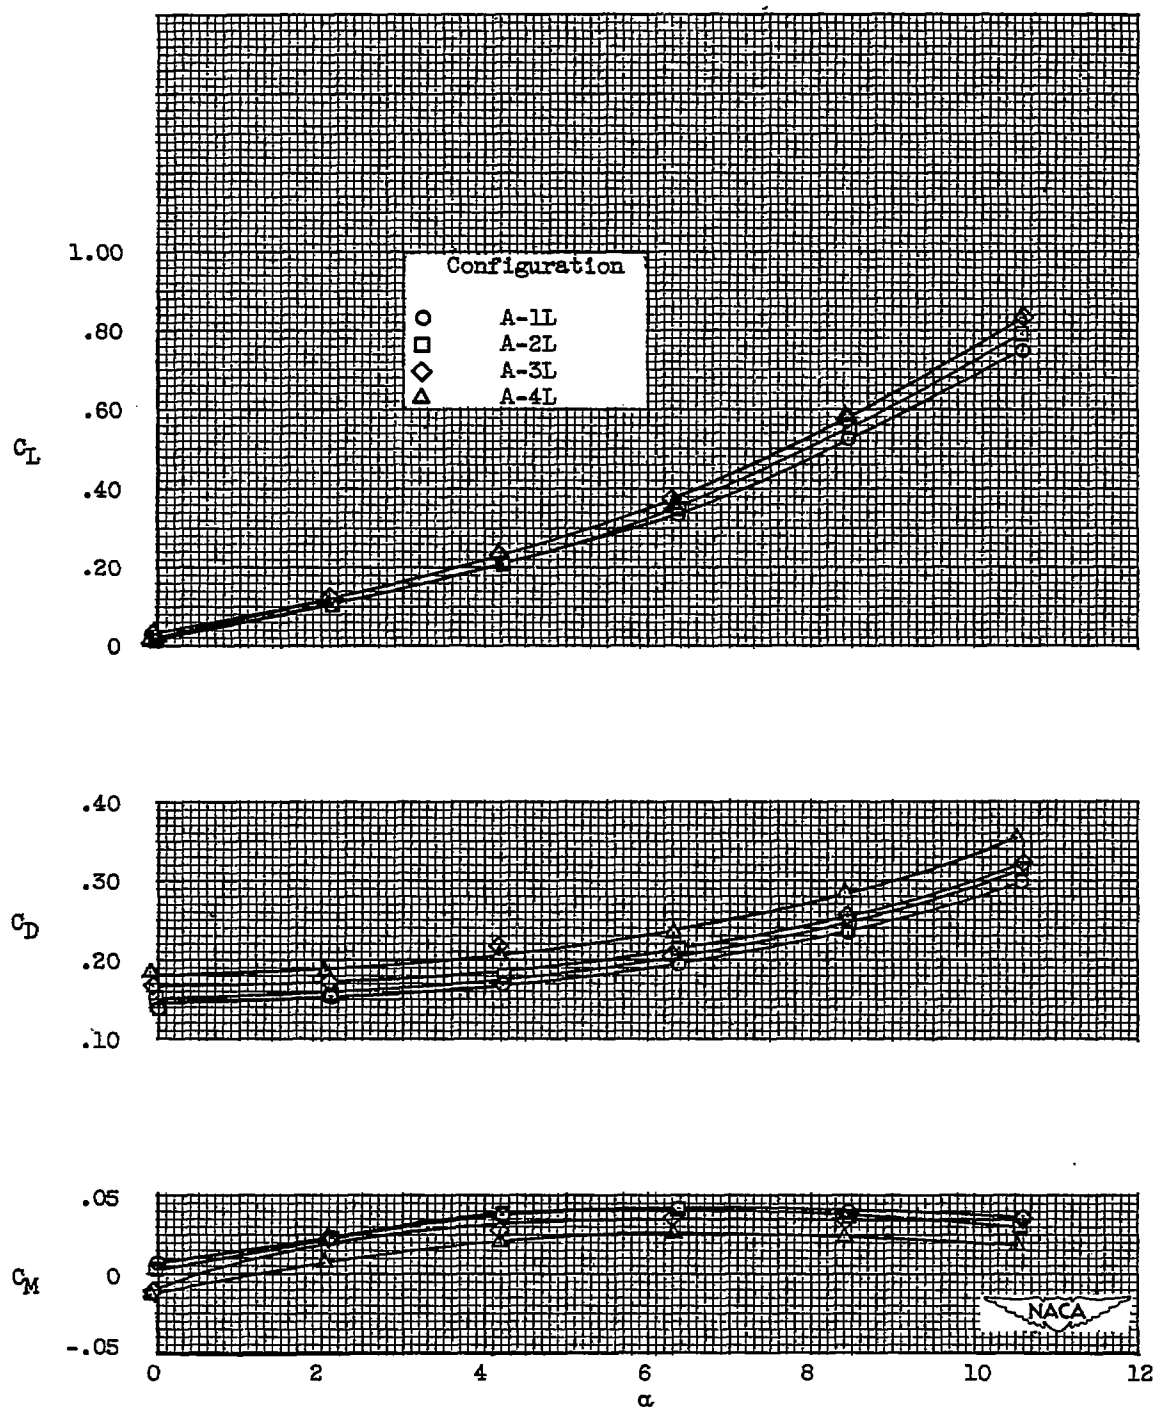 1.00
.80
.60
.40
.20
0
C_L
Configuration
A-1L
A-2L
A-3L
A-4L
.40
.30
.20
.10
C_D
.05
0
-.05
C_M
NACA
0 2 4 6 8 10 12
α